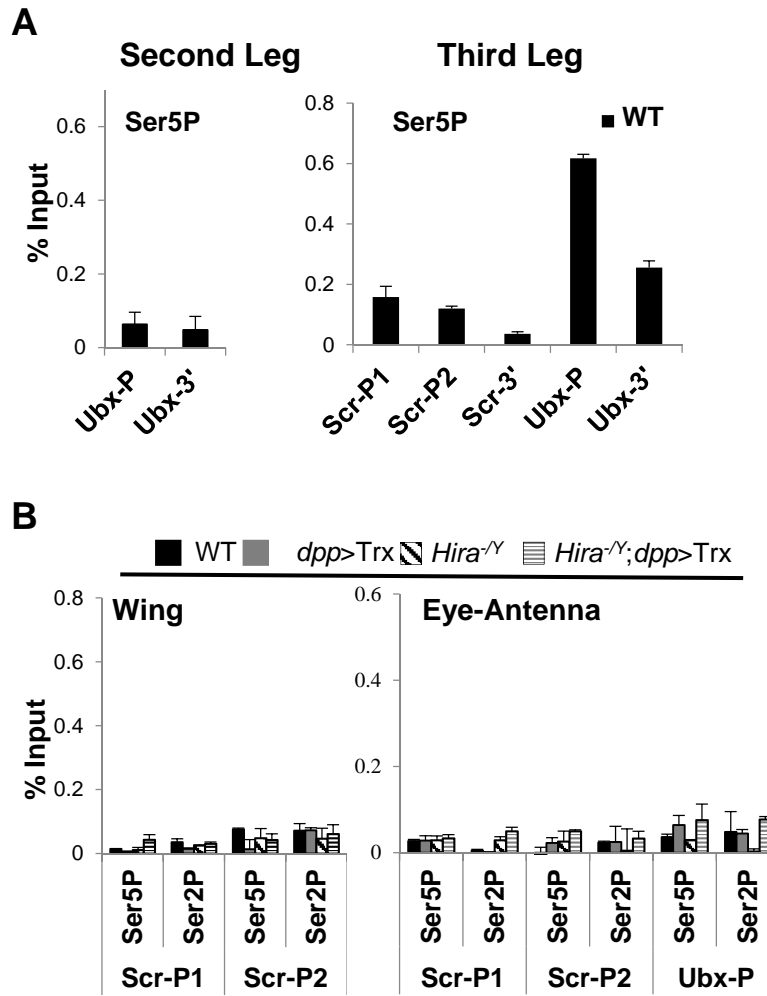 A
Second Leg
Third Leg
% Input
0.6
0.4
0.2
0
Ser5P
Ubx-P
Ubx-3'
0.8
0.6
0.4
0.2
0
Ser5P
WT
Scr-P1
Scr-P2
Scr-3'
Ubx-P
Ubx-3'
B
WT dpp>Trx Hira-/Y Hira-/Y;dpp>Trx
Wing
% Input
0.8
0.6
0.4
0.2
0
Ser5P
Ser2P
Ser5P
Ser2P
Scr-P1
Scr-P2
Eye-Antenna
0.6
0.4
0.2
0
Ser5P
Ser2P
Ser5P
Ser2P
Ser5P
Ser2P
Scr-P1
Scr-P2
Ubx-P